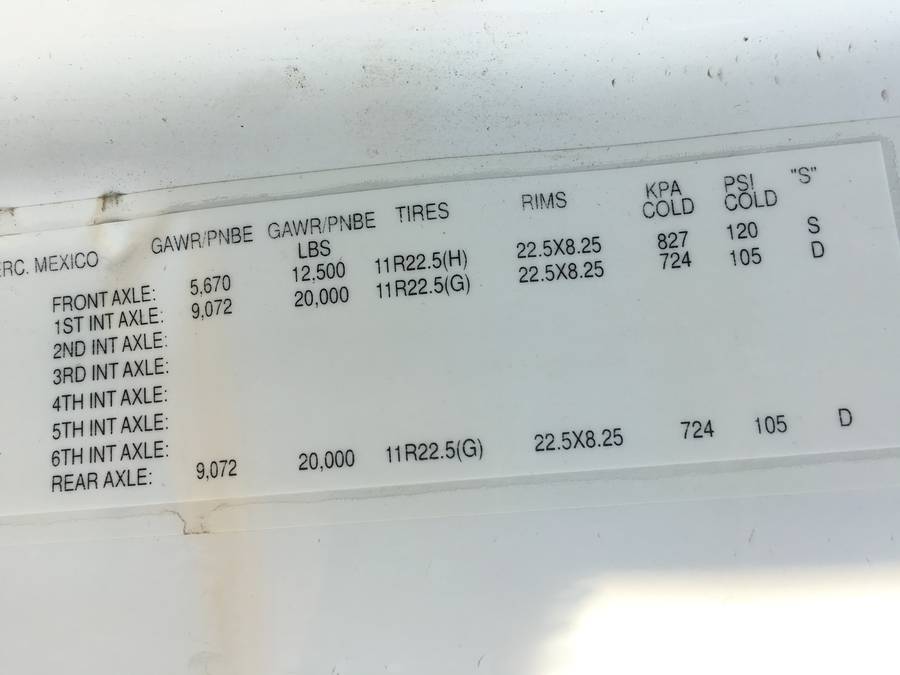 ERC. MEXICO GAWR/PNBE GAWR/PNBE LBS TIRES RIMS KPA COLD PSI COLD "S"
FRONT AXLE: 5,670 12,500 11R22.5(H) 22.5X8.25 827 120 S
1ST INT AXLE: 9,072 20,000 11R22.5(G) 22.5X8.25 724 105 D
2ND INT AXLE:
3RD INT AXLE:
4TH INT AXLE:
5TH INT AXLE:
6TH INT AXLE:
REAR AXLE: 9,072 20,000 11R22.5(G) 22.5X8.25 724 105 D